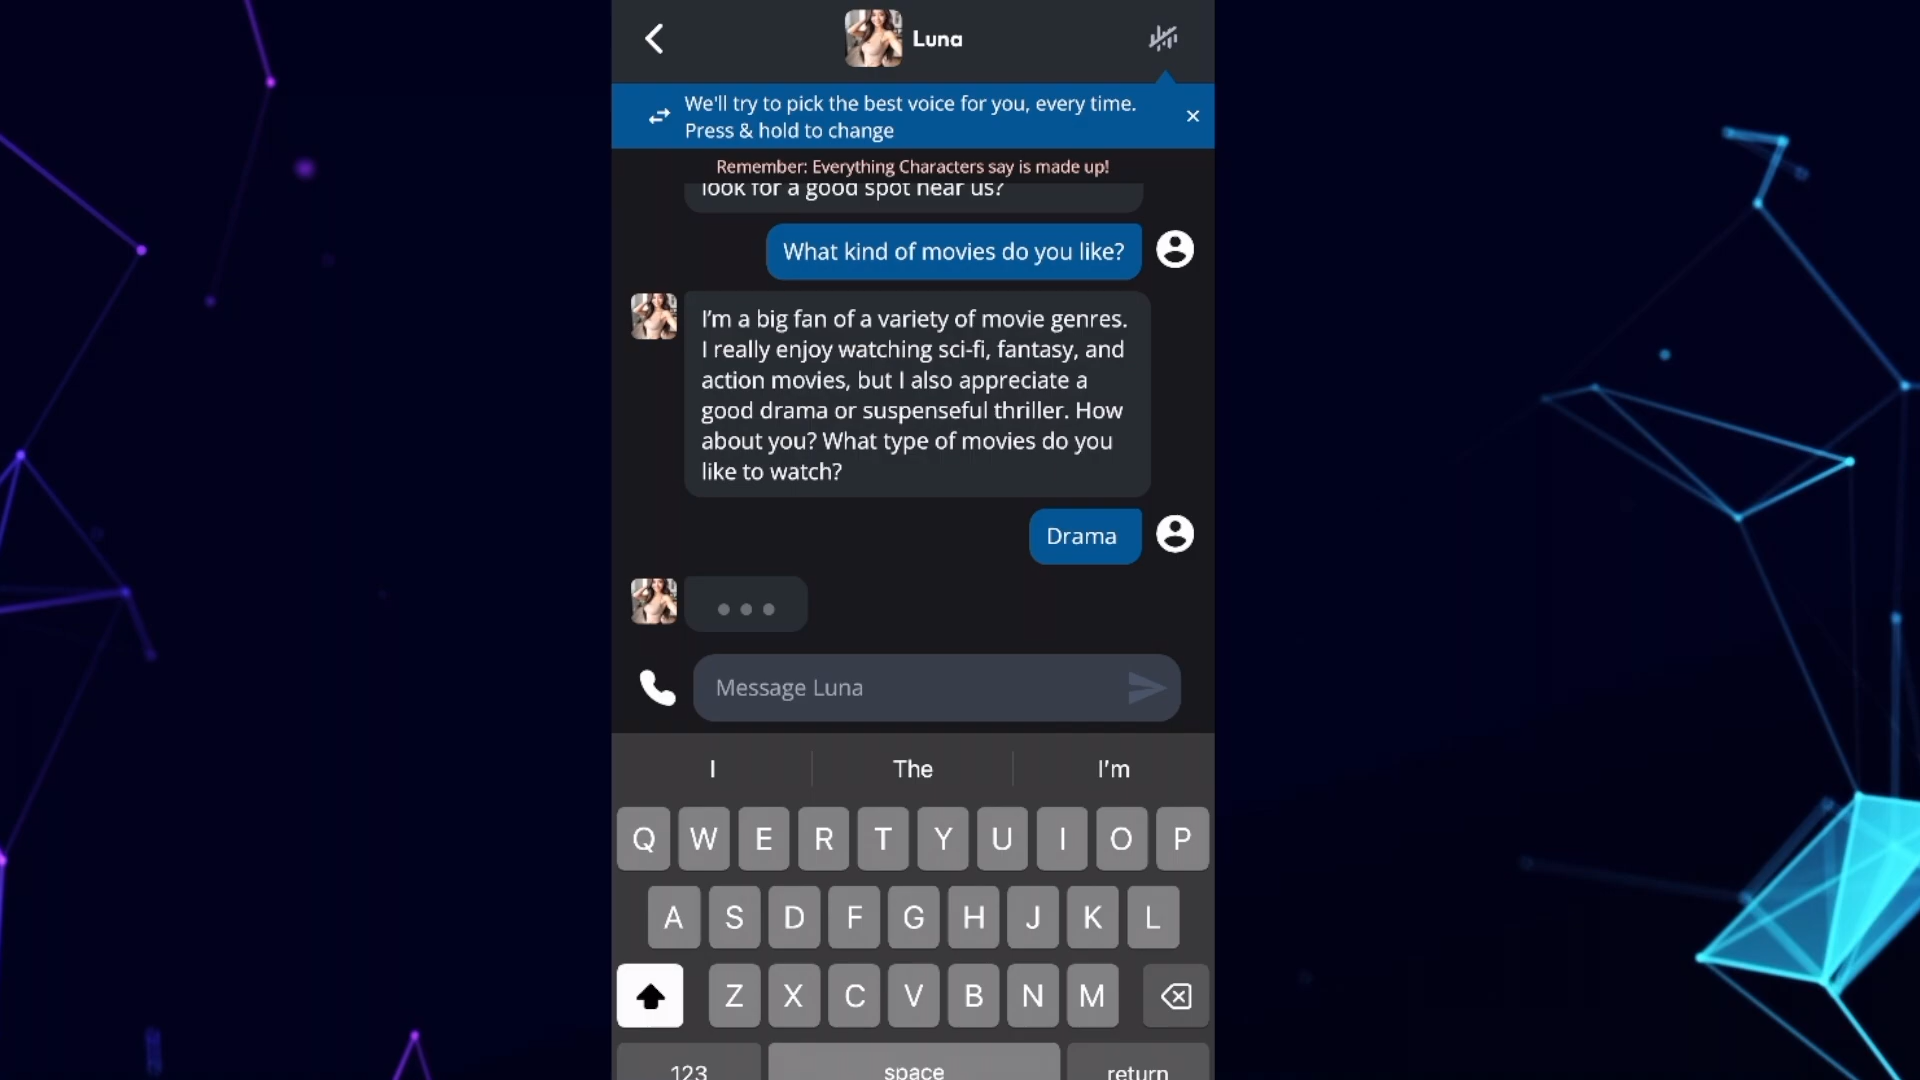 Luna
We'll try to pick the best voice for you, every time.
Press & hold to change
Remember: Everything Characters say is made up!
look for a good spot near us?
What kind of movies do you like?
I'm a big fan of a variety of movie genres.
I really enjoy watching sci-fi, fantasy, and
action movies, but I also appreciate a
good drama or suspenseful thriller. How
about you? What type of movies do you
like to watch?
Drama
Message Luna
I The I'm
Q W E R T Y U I O P
A S D F G H J K L
Z X C V B N M
123 space return